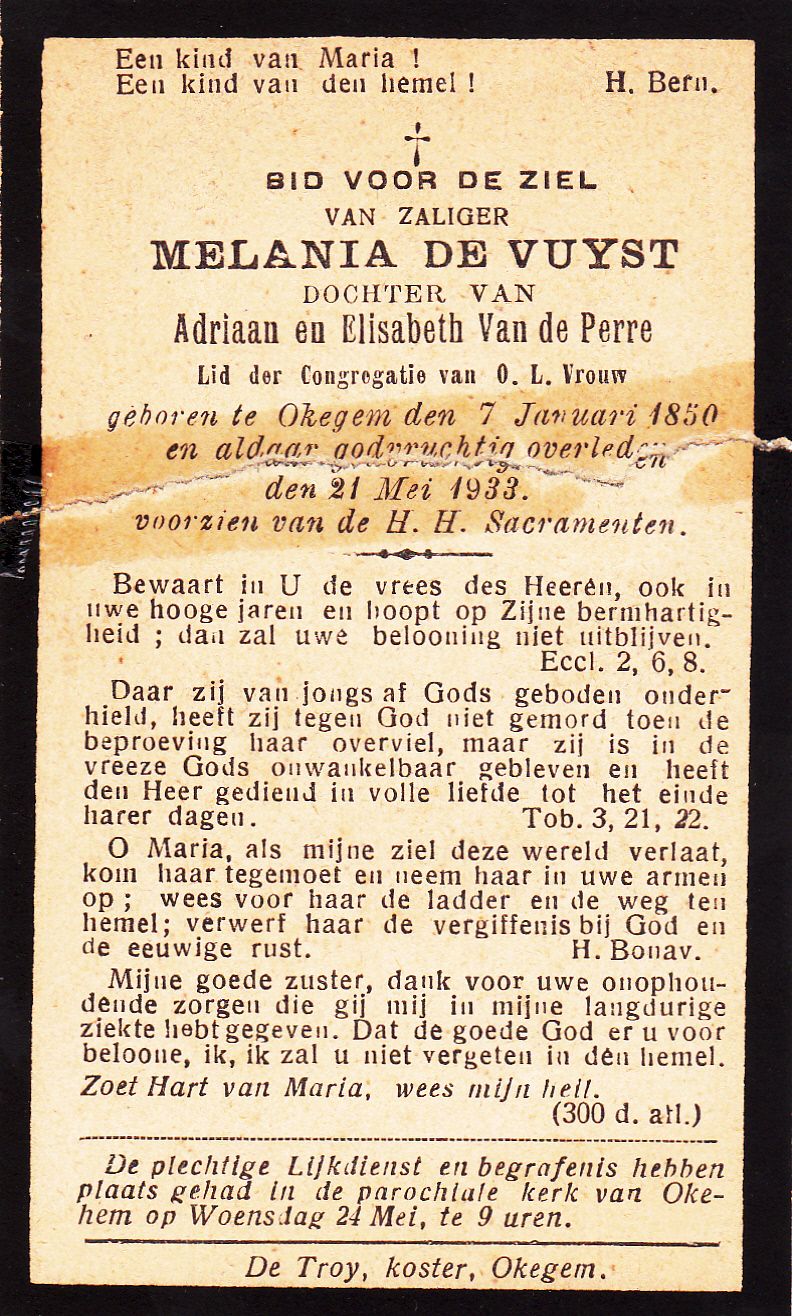 Een kind van Maria !
Een kind van den hemel ! H. Bern.
BID VOOR DE ZIEL
VAN ZALIGER
MELANIA DE VUYST
DOCHTER VAN
Adriaan en Elisabeth Van de Perre
Lid der Congregatie van O. L. Vrouw
geboren te Okegem den 7 Januari 1850
en aldaar godvruchtig overleden
den 21 Mei 1933.
voorzien van de H. H. Sacramenten.
Bewaart in U de vrees des Heeren, ook in
uwe hooge jaren en hoopt op Zijne bermhartig-
heid ; dan zal uwe belooning niet uitblijven.
Eccl. 2, 6, 8.
Daar zij van jongs af Gods geboden onder-
hield, heeft zij tegen God niet gemord toen de
beproeving haar overviel, maar zij is in de
vreeze Gods onwankelbaar gebleven en heeft
den Heer gediend in volle liefde tot het einde
harer dagen. Tob. 3, 21, 22.
O Maria, als mijne ziel deze wereld verlaat,
kom haar tegemoet en neem haar in uwe armen
op ; wees voor haar de ladder en de weg ten
hemel; verwerf haar de vergiffenis bij God en
de eeuwige rust. H. Bonav.
Mijne goede zuster, dank voor uwe onophou-
dende zorgen die gij mij in mijne langdurige
ziekte hebt gegeven. Dat de goede God er u voor
beloone, ik, ik zal u niet vergeten in den hemel.
Zoet Hart van Maria, wees mijn heil.
(300 d. afl.)
De plechtige Lijkdienst en begrafenis hebben
plaats gehad in de parochiale kerk van Oke-
hem op Woensdag 24 Mei, te 9 uren.
De Troy, koster, Okegem.